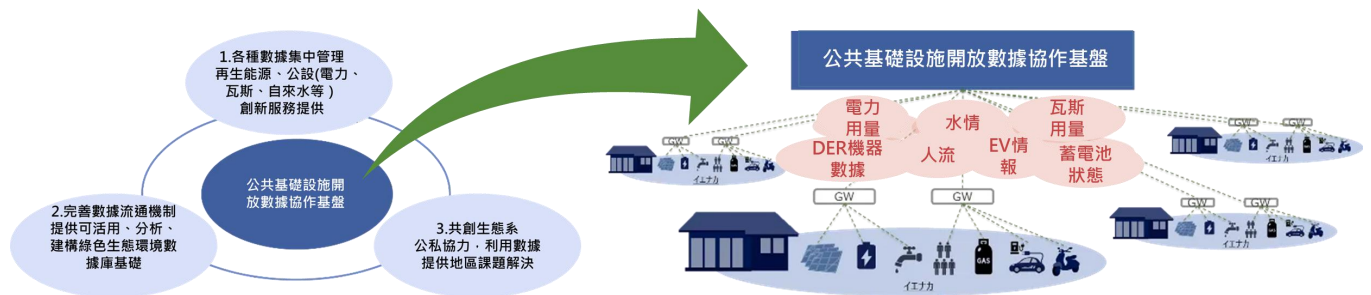 1.各種數據集中管理
再生能源、公設(電力、
瓦斯、自來水等)
創新服務提供
公共基礎設施開
放數據協作基盤
2.完善數據流通機制
提供可活用、分析、
建構綠色生態環境數
據庫基礎
3.共創生態系
公私協力，利用數據
提供地區課題解決
公共基礎設施開放數據協作基盤
電力
用量
水情
瓦斯
用量
DER機器
數據
人流
EV情
報
蓄電池
狀態
GW
GW
イエナカ
GW
GW
イエナカ
GW
GW
イエナカ
GW
GW
GAS
イエナカ